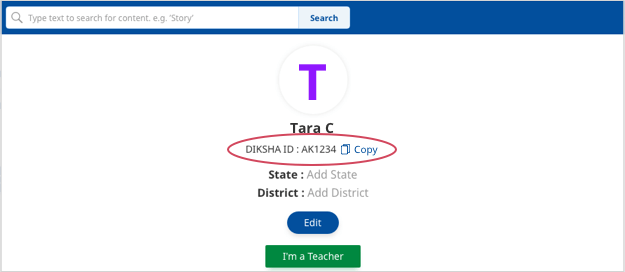 Type text to search for content. e.g. 'Story' Search
T
Tara C
DIKSHA ID : AK1234 Copy
State : Add State
District : Add District
Edit
I'm a Teacher